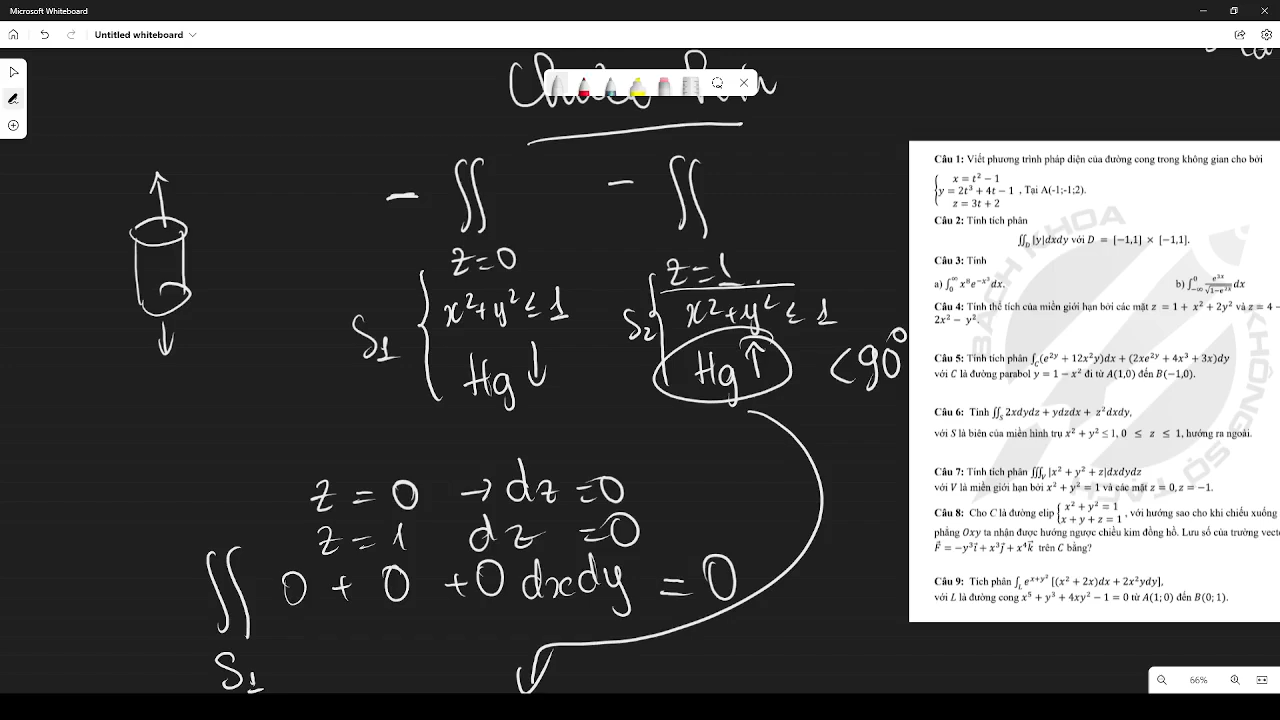 Microsoft Whiteboard
Untitled whiteboard
− ∬ − ∬
z=0
x²+y² ≤ 1
Hg ↓
S₁
z=1
x²+y² ≤ 1
Hg ↑
S₂
< 90°
z = 0 → dz = 0
z = 1 dz = 0
∬ 0 + 0 + 0 dxdy = 0
S₁
Câu 1: Viết phương trình pháp diện của đường cong trong không gian cho bởi
{ x = t² − 1
y = 2t³ + 4t − 1 , Tại A(-1;-1;2).
z = 3t + 2
Câu 2: Tính tích phân
∬_D |y|dxdy với D = [−1,1] × [−1,1].
Câu 3: Tính
a) ∫₀^∞ x⁸e^{−x³}dx. b) ∫_{−∞}^0 e^{3x}/√(1−e^{3x}) dx
Câu 4: Tính thể tích của miền giới hạn bởi các mặt z = 1 + x² + 2y² và z = 4 −
2x² − y².
Câu 5: Tính tích phân ∫_C(e^{2y} + 12x²y)dx + (2xe^{2y} + 4x³ + 3x)dy
với C là đường parabol y = 1 − x² đi từ A(1,0) đến B(−1,0).
Câu 6: Tính ∬_S 2xdydz + ydzdx + z²dxdy,
với S là biên của miền hình trụ x² + y² ≤ 1, 0 ≤ z ≤ 1, hướng ra ngoài.
Câu 7: Tính tích phân ∭_V |x² + y² + z|dxdydz
với V là miền giới hạn bởi x² + y² = 1 và các mặt z = 0, z = −1.
Câu 8: Cho C là đường elip { x² + y² = 1
x + y + z = 1 , với hướng sao cho khi chiếu xuống
phẳng Oxy ta nhận được hướng ngược chiều kim đồng hồ. Lưu số của trường vectơ
F⃗ = −y³i⃗ + x³j⃗ + x⁴k⃗ trên C bằng?
Câu 9: Tích phân ∫_L e^{x+y²} [(x² + 2x)dx + 2x²ydy],
với L là đường cong x⁵ + y³ + 4xy² − 1 = 0 từ A(1; 0) đến B(0; 1).
BÁCH KHOA
KHÔNG SỢ
66%